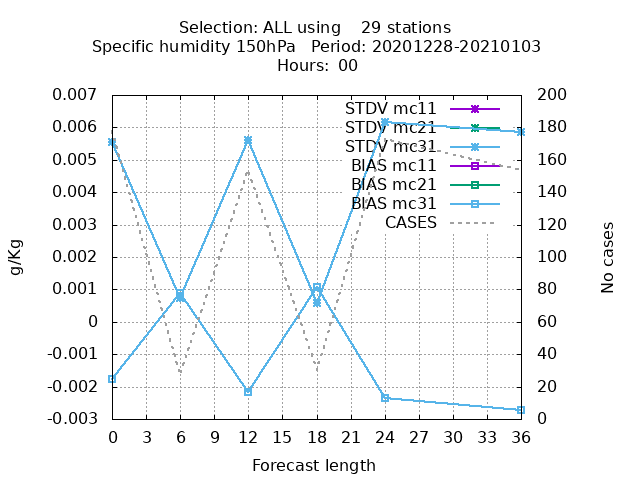 Selection: ALL using    29 stations
Specific humidity 150hPa   Period: 20201228-20210103
Hours:  00
0.007
0.006
0.005
0.004
0.003
0.002
0.001
0
-0.001
-0.002
-0.003
g/Kg
STDV mc11
STDV mc21
STDV mc31
BIAS mc11
BIAS mc21
BIAS mc31
CASES
200
180
160
140
120
100
80
60
40
20
0
No cases
0 3 6 9 12 15 18 21 24 27 30 33 36
Forecast length